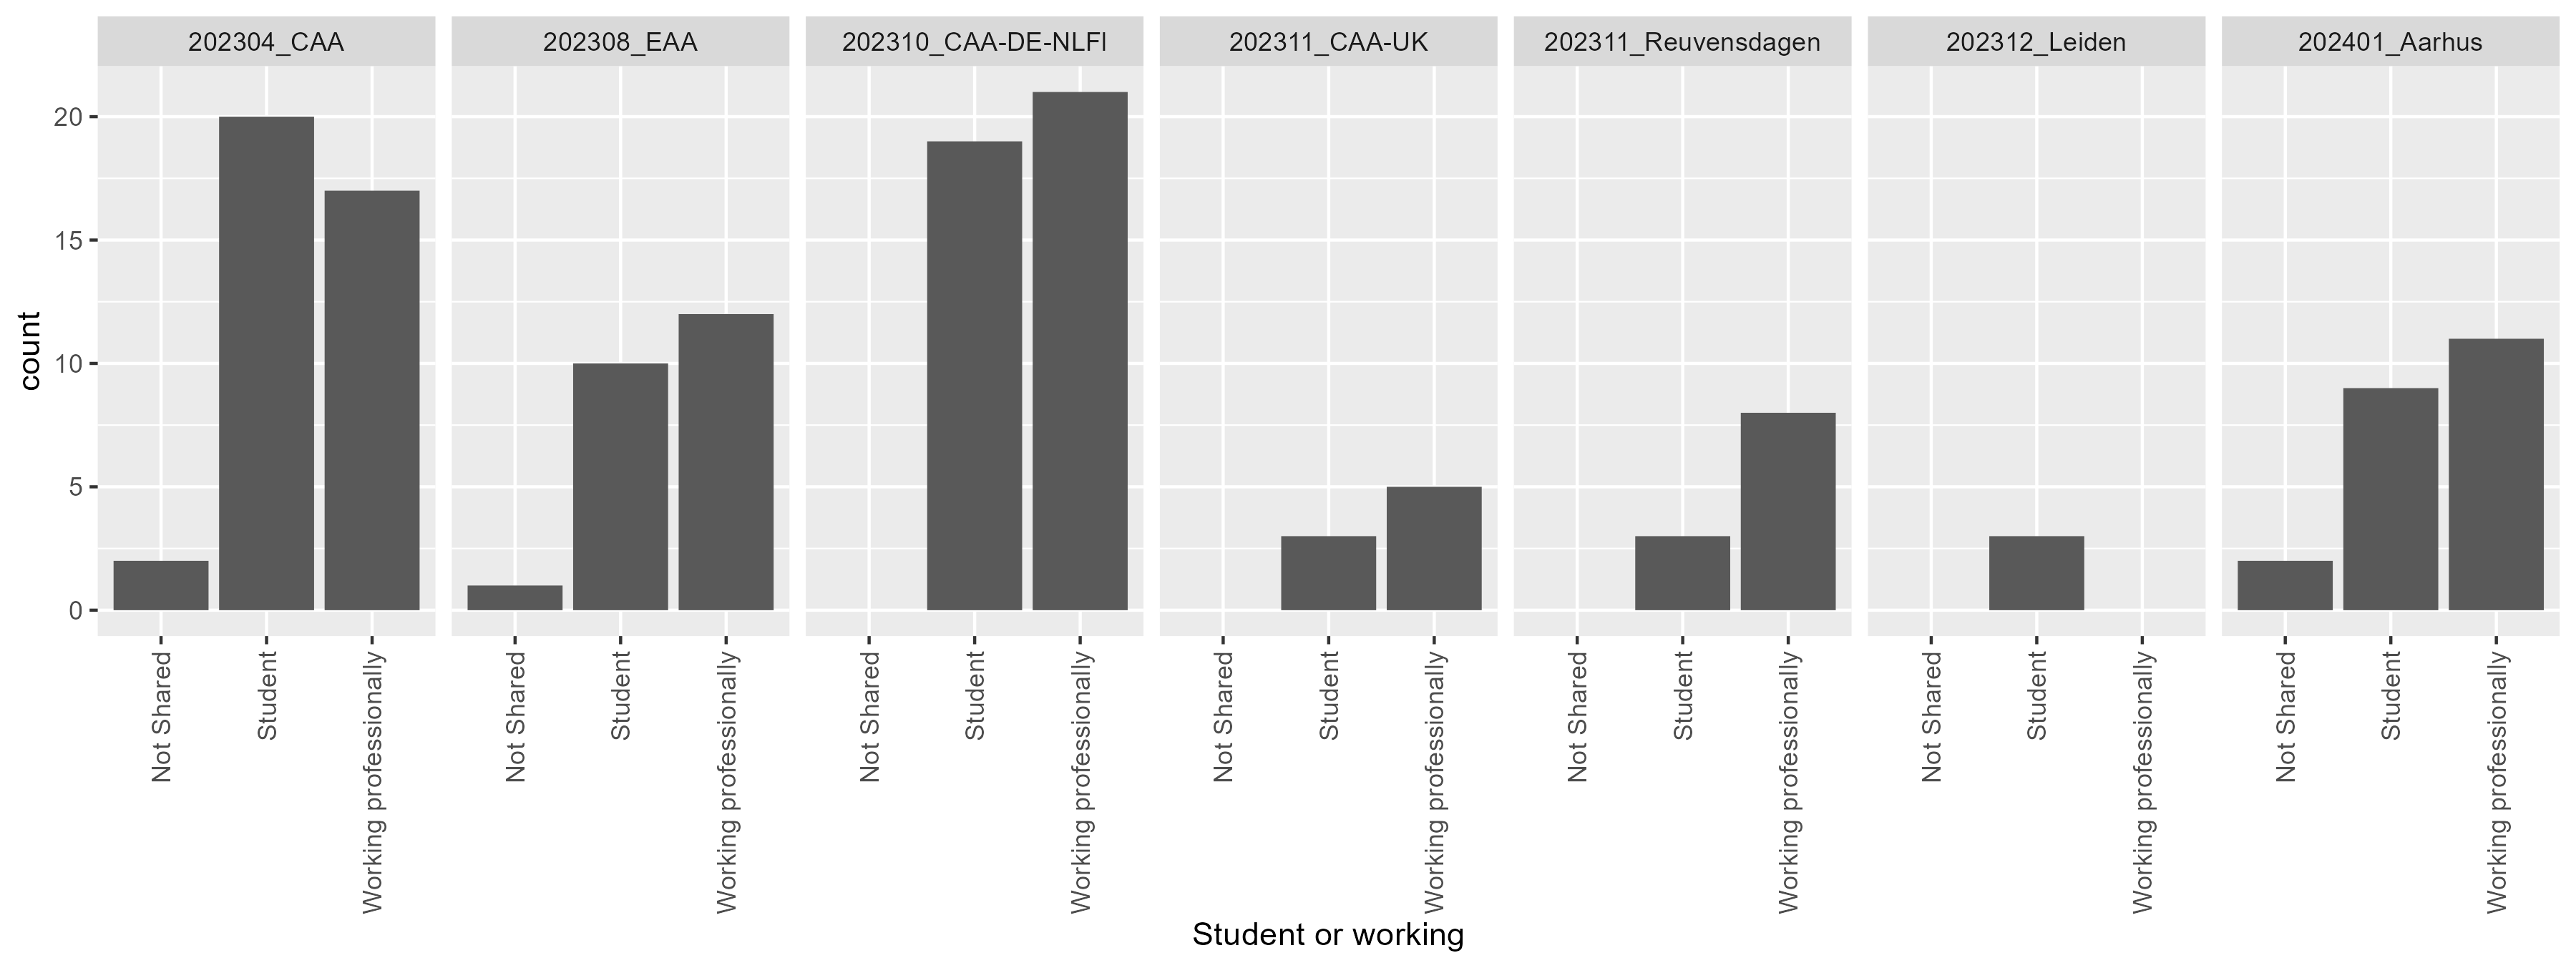 202304_CAA
202308_EAA
202310_CAA-DE-NLFI
202311_CAA-UK
202311_Reuvensdagen
202312_Leiden
202401_Aarhus
count
20
15
10
5
0
Not Shared
Student
Working professionally
Not Shared
Student
Working professionally
Not Shared
Student
Working professionally
Not Shared
Student
Working professionally
Not Shared
Student
Working professionally
Not Shared
Student
Working professionally
Not Shared
Student
Working professionally
Student or working